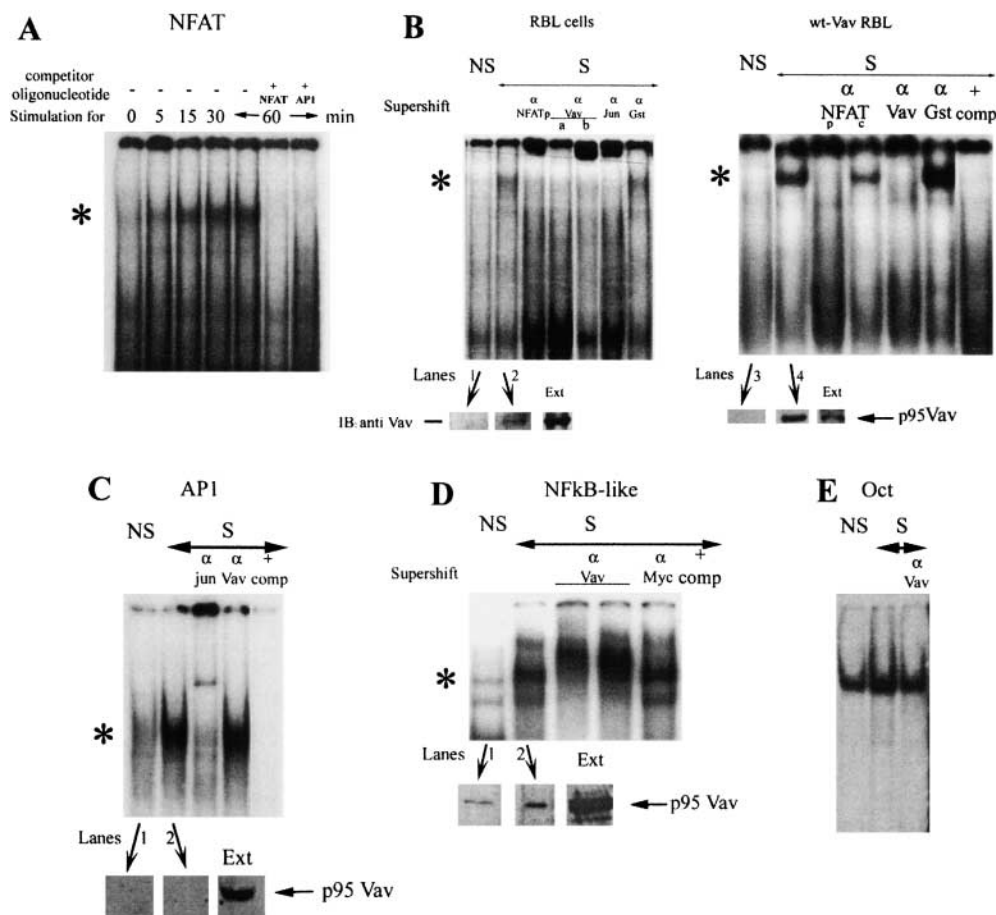 A NFAT
competitor
oligonucleotide - - - - - + NFAT + AP1
Stimulation for 0 5 15 30 60 min
*
B RBL cells
NS S
Supershift α NFATp α Vav α Jun α Gst
a b
*
Lanes 1 2 Ext
IB: anti Vav
wt-Vav RBL
NS S
α α α +
NFAT Vav Gst comp
p c
*
Lanes 3 4 Ext
p95Vav
C AP1
NS S
α α +
jun Vav comp
*
Lanes 1 2 Ext
p95 Vav
D NFkB-like
NS S
α α +
Supershift Vav Myc comp
*
Lanes 1 2 Ext
p95 Vav
E Oct
NS S
α
Vav